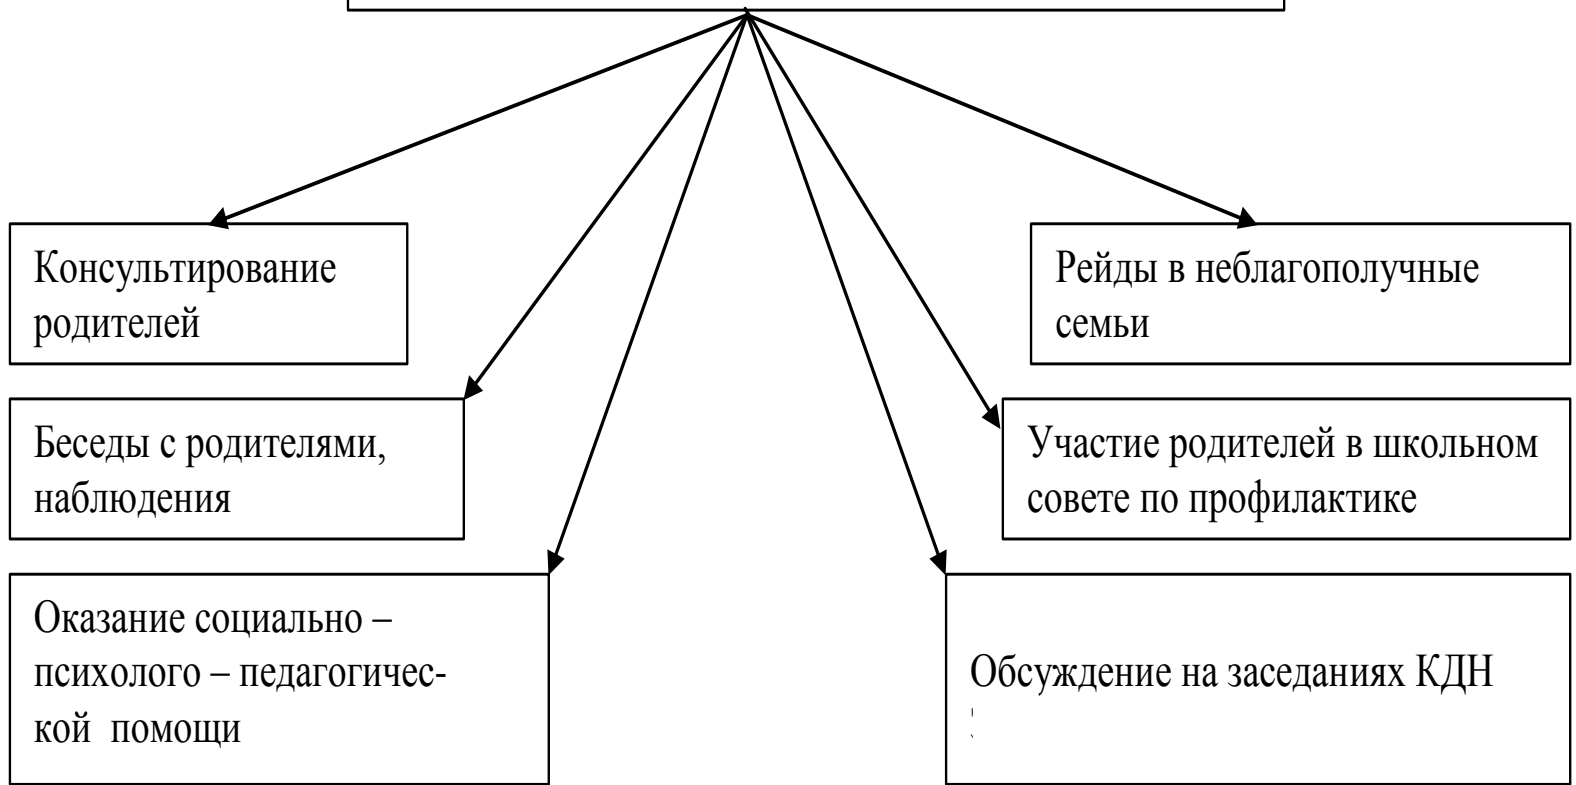 Консультирование
родителей
Рейды в неблагополучные
семьи
Беседы с родителями,
наблюдения
Участие родителей в школьном
совете по профилактике
Оказание социально –
психолого – педагогичес-
кой помощи
Обсуждение на заседаниях КДН